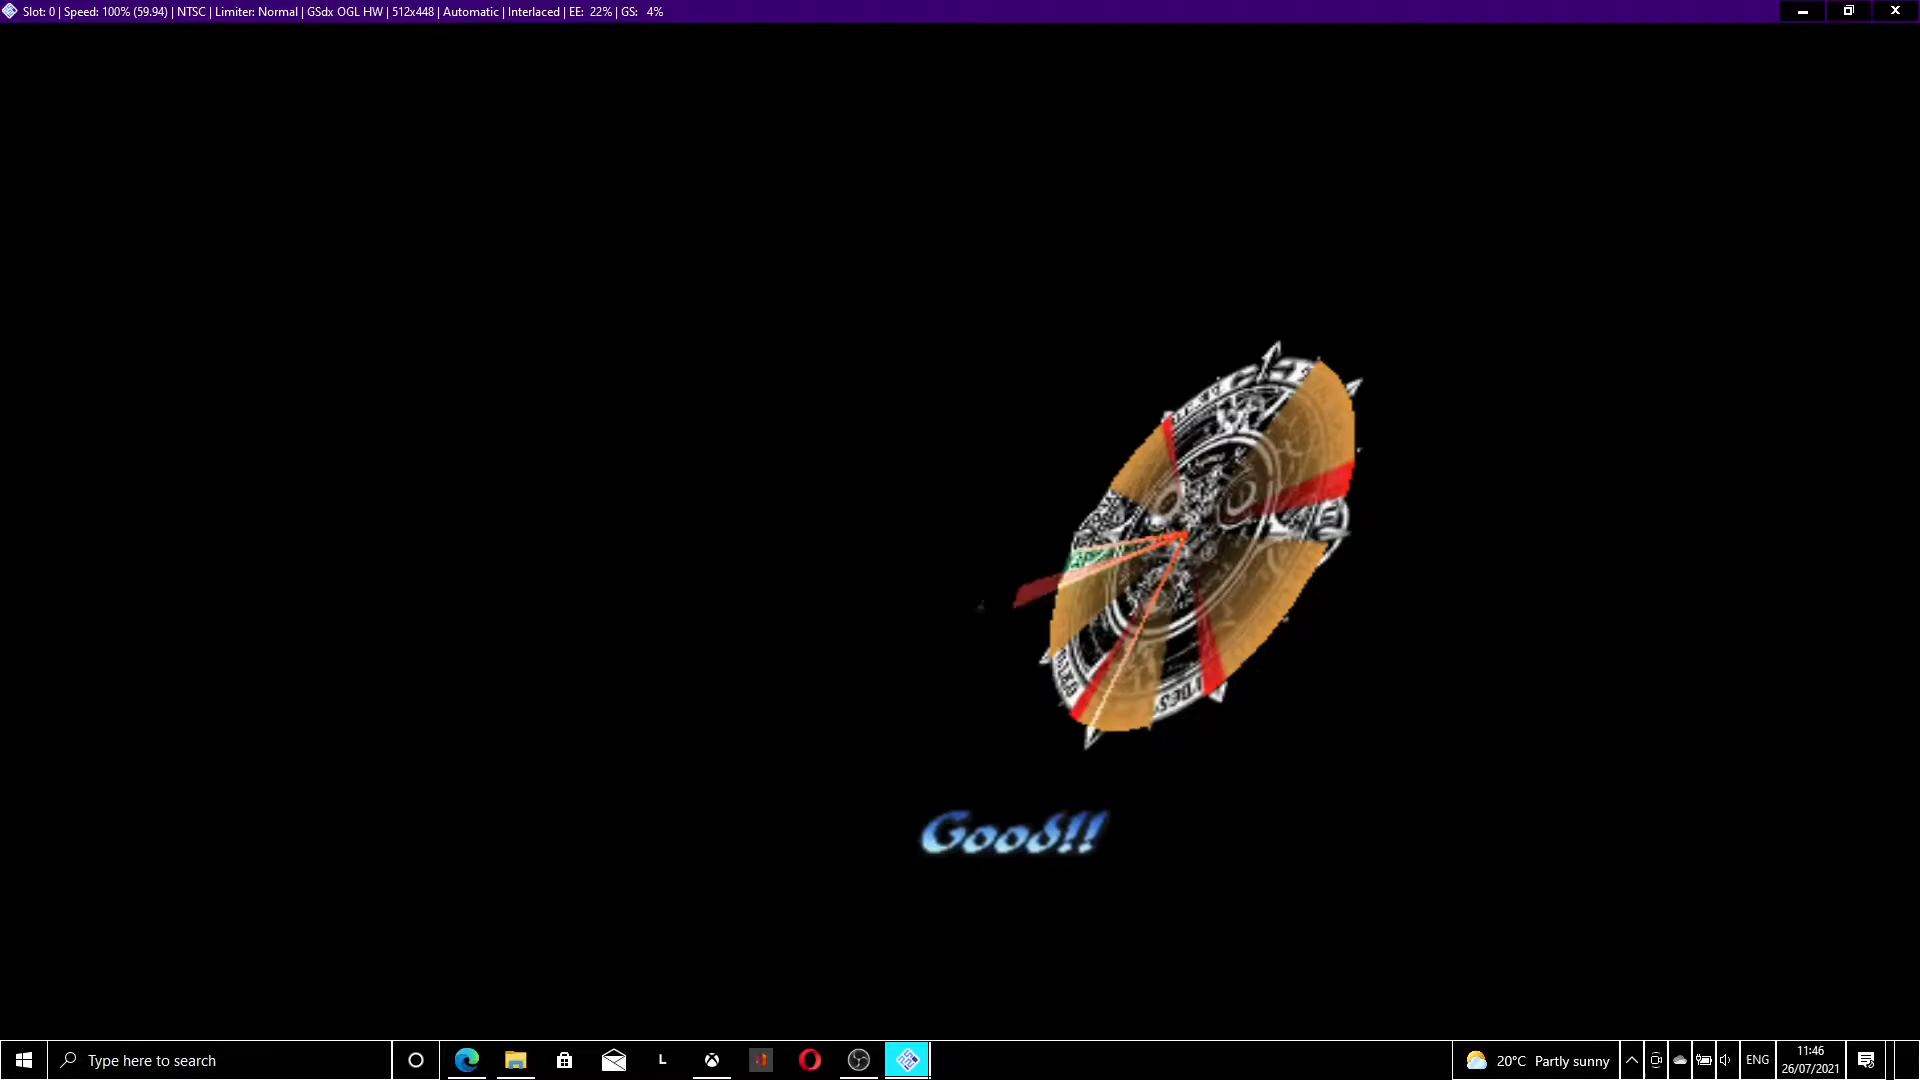 Slot: 0 | Speed: 100% (59.94) | NTSC | Limiter: Normal | GSdx OGL HW | 512x448 | Automatic | Interlaced | EE: 22% | GS: 4%
Good!!
Type here to search
L
20°C Partly sunny
ENG
11:46
26/07/2021